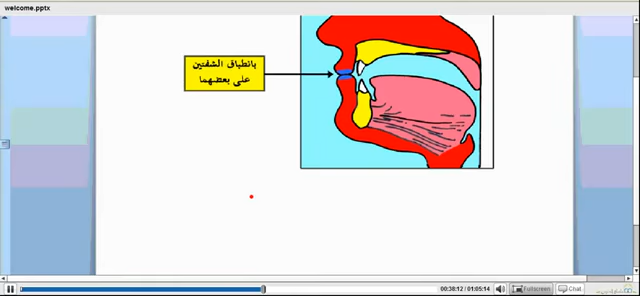 welcome.pptx
بانطباق الشفتين
على بعضهما
00:38:12 / 01:05:14
Fullscreen
Chat